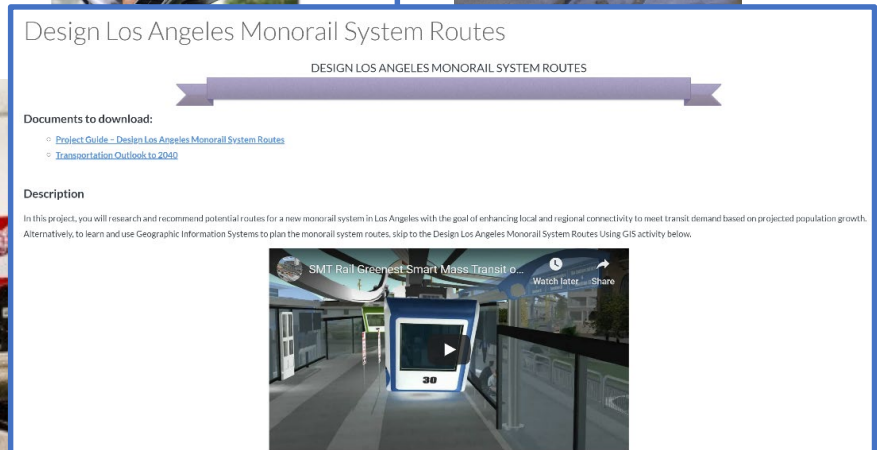 Design Los Angeles Monorail System Routes
DESIGN LOS ANGELES MONORAIL SYSTEM ROUTES
Documents to download:
Project Guide – Design Los Angeles Monorail System Routes
Transportation Outlook to 2040
Description
In this project, you will research and recommend potential routes for a new monorail system in Los Angeles with the goal of enhancing local and regional connectivity to meet transit demand based on projected population growth.
Alternatively, to learn and use Geographic Information Systems to plan the monorail system routes, skip to the Design Los Angeles Monorail System Routes Using GIS activity below.
SMT Rail Greenest Smart Mass Transit o...
Watch later
Share
30